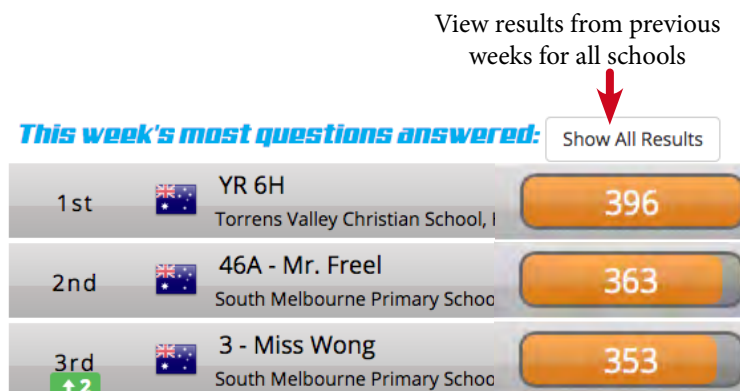 View results from previous
weeks for all schools
This week's most questions answered:
Show All Results
1st
YR 6H
Torrens Valley Christian School,
396
2nd
46A - Mr. Freel
South Melbourne Primary
363
3rd
2
3 - Miss Wong
South Melbourne Primary
353